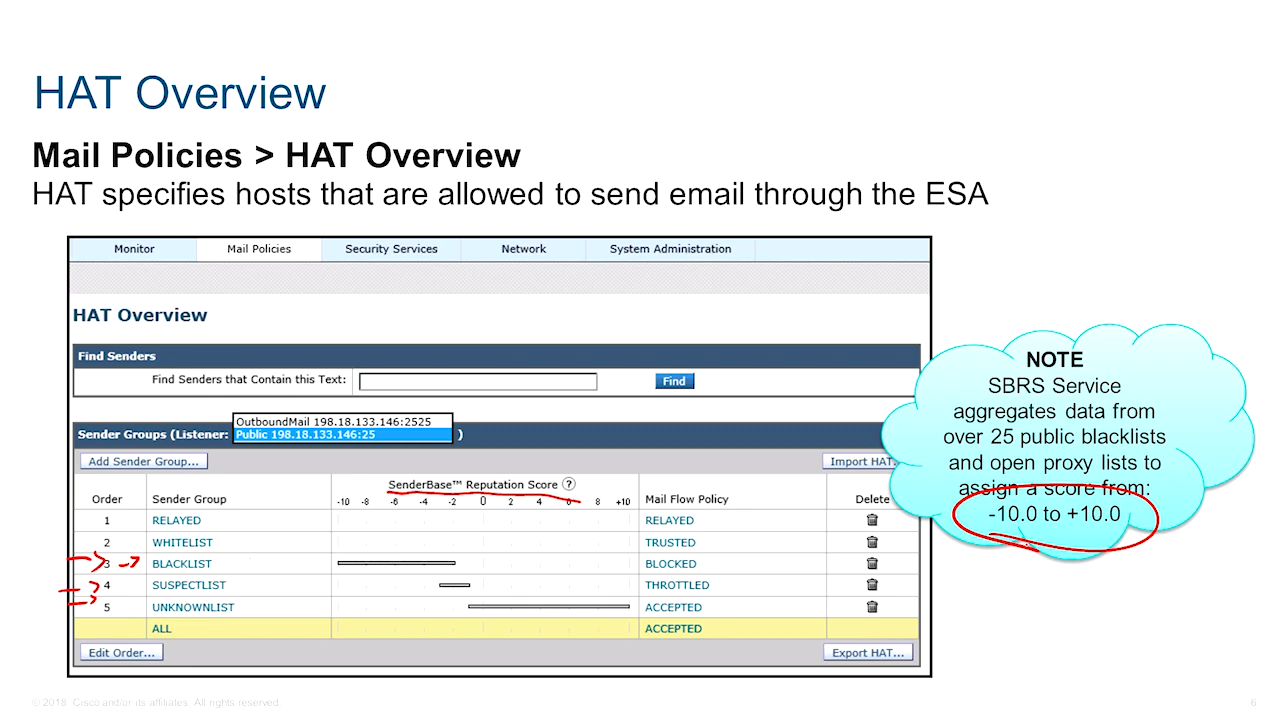 HAT Overview
Mail Policies > HAT Overview
HAT specifies hosts that are allowed to send email through the ESA
Monitor Mail Policies Security Services Network System Administration
HAT Overview
Find Senders
Find Senders that Contain this Text: Find
OutboundMail 198.18.133.146:2525
Sender Groups (Listener: Public 198.18.133.146:25 )
Add Sender Group... Import HAT...
SenderBase™ Reputation Score ?
Order Sender Group -10 -8 -6 -4 -2 0 2 4 6 8 +10 Mail Flow Policy Delete
1 RELAYED RELAYED
2 WHITELIST TRUSTED
3 BLACKLIST BLOCKED
4 SUSPECTLIST THROTTLED
5 UNKNOWNLIST ACCEPTED
ALL ACCEPTED
Edit Order... Export HAT...
NOTE
SBRS Service
aggregates data from
over 25 public blacklists
and open proxy lists to
assign a score from:
-10.0 to +10.0
© 2018 Cisco and/or its affiliates. All rights reserved
6